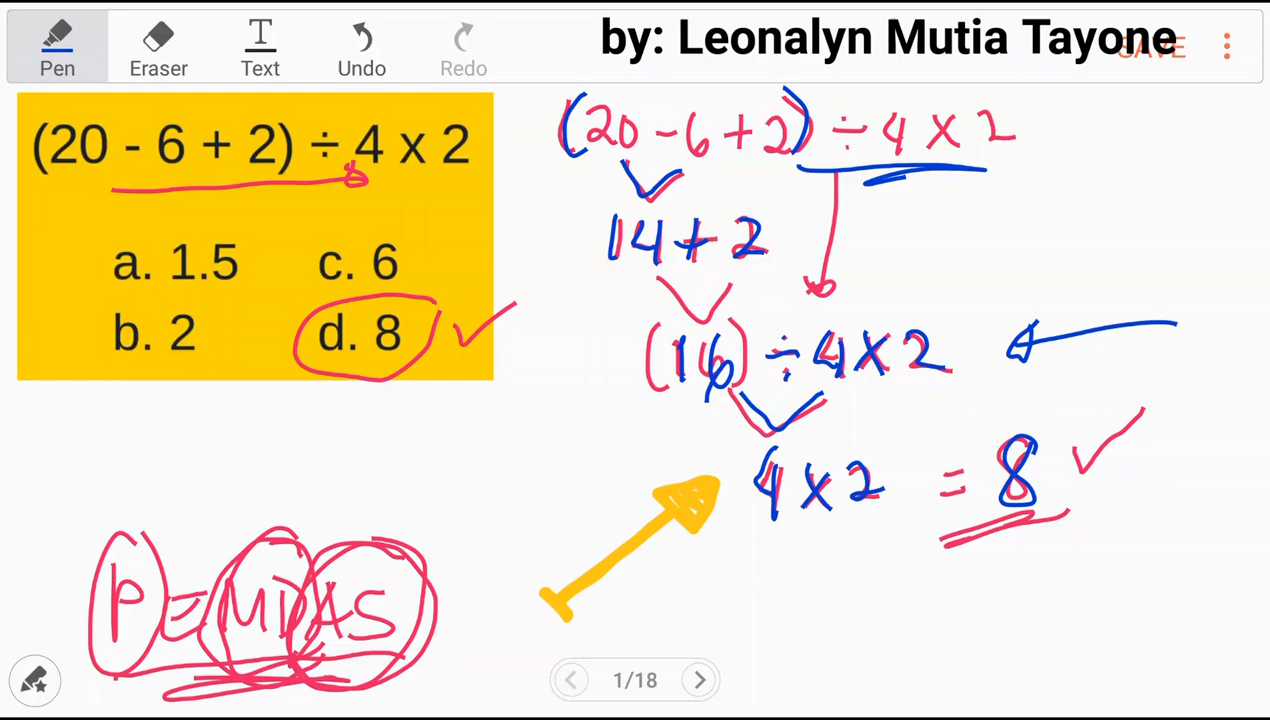 by: Leonalyn Mutia Tayone
Pen Eraser Text Undo Redo SAVE
(20 - 6 + 2) ÷ 4 x 2
a. 1.5 c. 6
b. 2 d. 8
(20 - 6 + 2) ÷ 4 x 2
14 + 2
(16) ÷ 4 x 2
4 x 2 = 8
P=MDAS
1/18